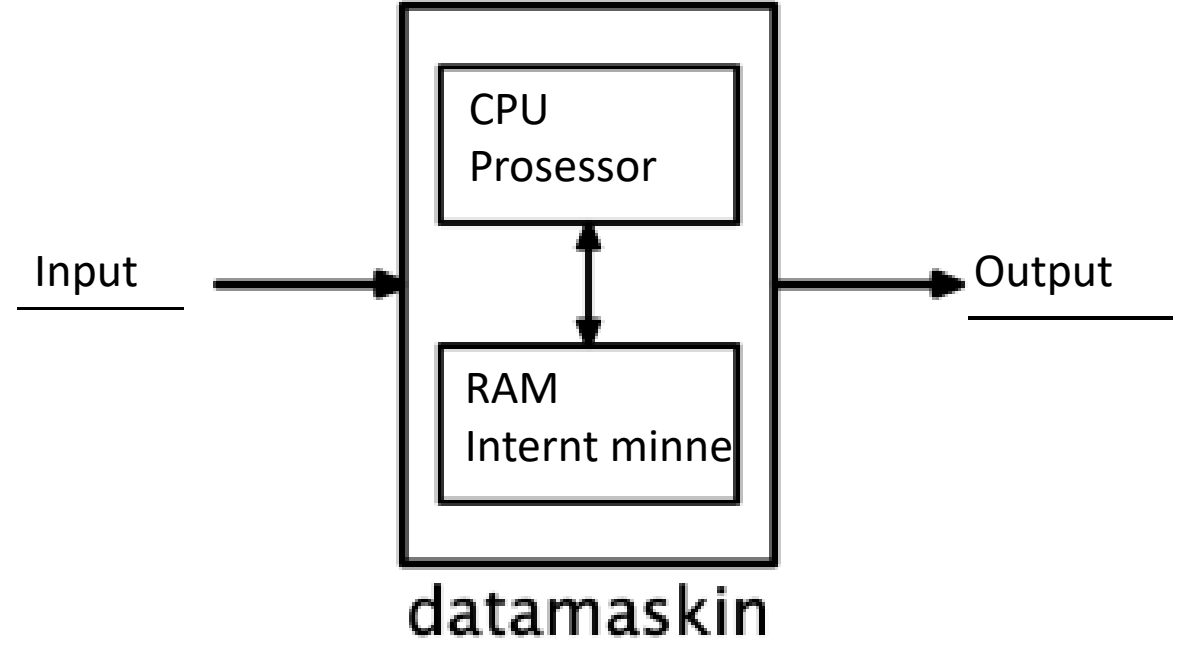 CPU
Prosessor
Input
Output
RAM
Internt minne
datamaskin